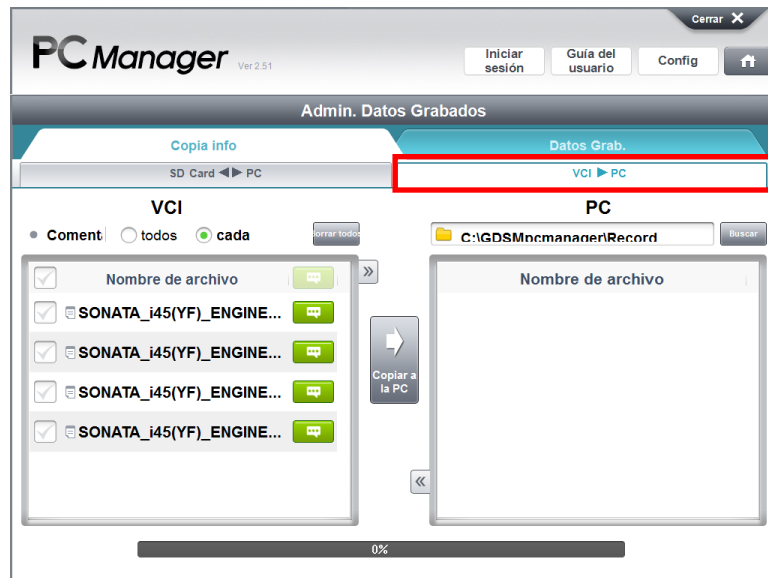 Cerrar
PC Manager Ver 2.51
Iniciar sesión
Guía del usuario
Config
Admin. Datos Grabados
Copia info
Datos Grab.
SD Card ◀▶ PC
VCI ▶ PC
VCI
PC
Coment
todos
cada
orrar todo
C:\GDSMpcmanager\Record
Buscar
Nombre de archivo
SONATA_i45(YF)_ENGINE...
SONATA_i45(YF)_ENGINE...
SONATA_i45(YF)_ENGINE...
SONATA_i45(YF)_ENGINE...
Copiar a
la PC
Nombre de archivo
0%